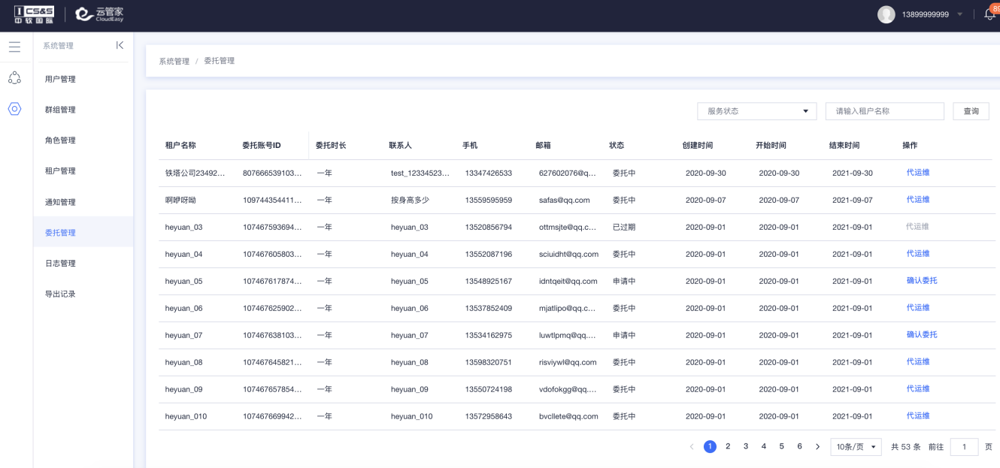 CS&S 中软国际 云管家 CloudEasy 13899999999
系统管理
用户管理
群组管理
角色管理
租户管理
通知管理
委托管理
日志管理
导出记录
系统管理 / 委托管理
服务状态 请输入租户名称 查询
租户名称 委托账号ID 委托时长 联系人 手机 邮箱 状态 创建时间 开始时间 结束时间 操作
铁塔公司23492... 807666539103... 一年 test_12334523... 13347426533 627602076@q... 委托中 2020-09-30 2020-09-30 2021-09-30 代运维
啊咿呀呦 109744354411... 一年 按身高多少 13559595959 safas@qq.com 委托中 2020-09-07 2020-09-07 2021-09-07 代运维
heyuan_03 107467593694... 一年 heyuan_03 13520856794 ottmsjte@qq.c... 已过期 2020-09-01 2020-09-01 2021-09-01 代运维
heyuan_04 107467605803... 一年 heyuan_04 13552087196 sciuidht@qq.com 委托中 2020-09-01 2020-09-01 2021-09-01 代运维
heyuan_05 107467617874... 一年 heyuan_05 13548925167 idntqeit@qq.com 申请中 2020-09-01 2020-09-01 2021-09-01 确认委托
heyuan_06 107467625902... 一年 heyuan_06 13537852409 mjatlipo@qq.c... 委托中 2020-09-01 2020-09-01 2021-09-01 代运维
heyuan_07 107467638103... 一年 heyuan_07 13534162975 luwtlpmq@qq.... 申请中 2020-09-01 2020-09-01 2021-09-01 确认委托
heyuan_08 107467645821... 一年 heyuan_08 13598320751 risviywl@qq.com 委托中 2020-09-01 2020-09-01 2021-09-01 代运维
heyuan_09 107467657854... 一年 heyuan_09 13550724198 vdofokgg@qq.... 委托中 2020-09-01 2020-09-01 2021-09-01 代运维
heyuan_010 107467669942... 一年 heyuan_010 13572958643 bvcllete@qq.com 委托中 2020-09-01 2020-09-01 2021-09-01 代运维
1 2 3 4 5 6 10条/页 共 53 条 前往 1 页